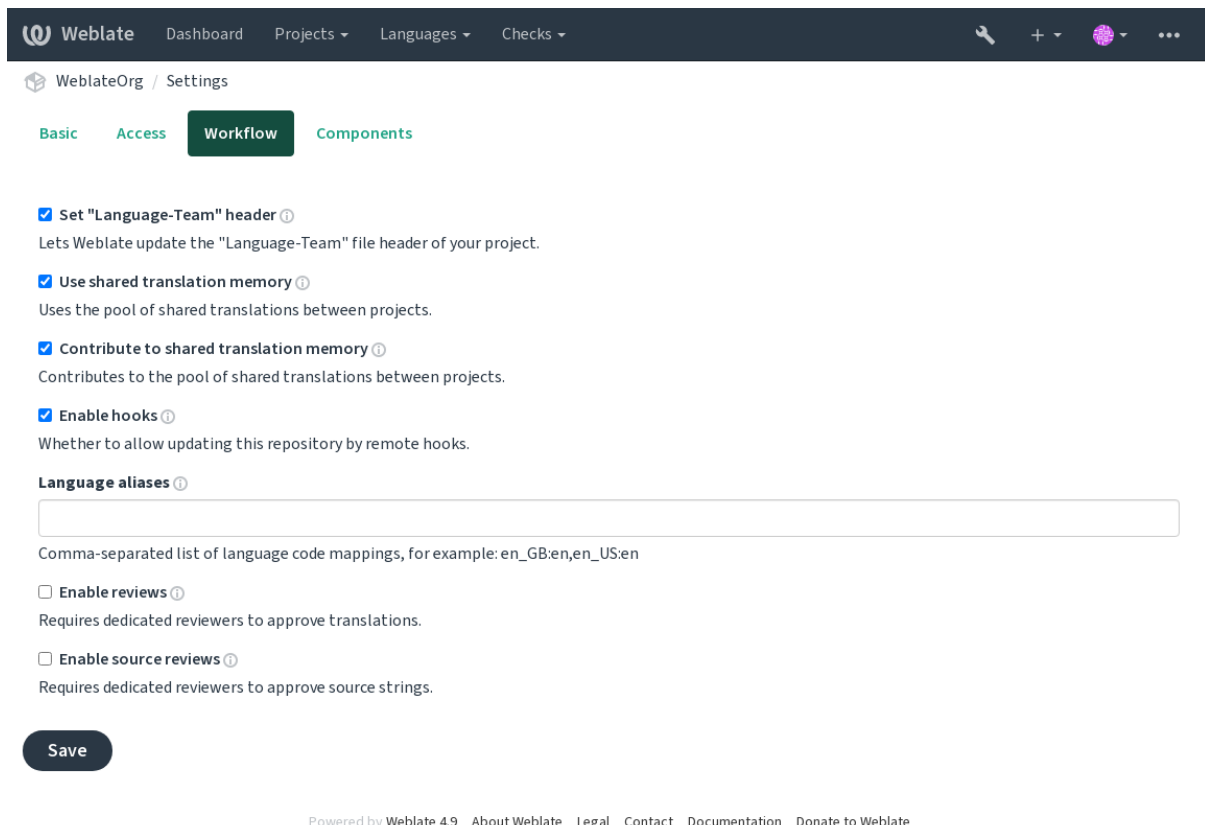 Weblate Dashboard Projects Languages Checks
WeblateOrg / Settings
Basic Access Workflow Components
Set "Language-Team" header
Lets Weblate update the "Language-Team" file header of your project.
Use shared translation memory
Uses the pool of shared translations between projects.
Contribute to shared translation memory
Contributes to the pool of shared translations between projects.
Enable hooks
Whether to allow updating this repository by remote hooks.
Language aliases
Comma-separated list of language code mappings, for example: en_GB:en,en_US:en
Enable reviews
Requires dedicated reviewers to approve translations.
Enable source reviews
Requires dedicated reviewers to approve source strings.
Save
Powered by Weblate 4.9 About Weblate Legal Contact Documentation Donate to Weblate